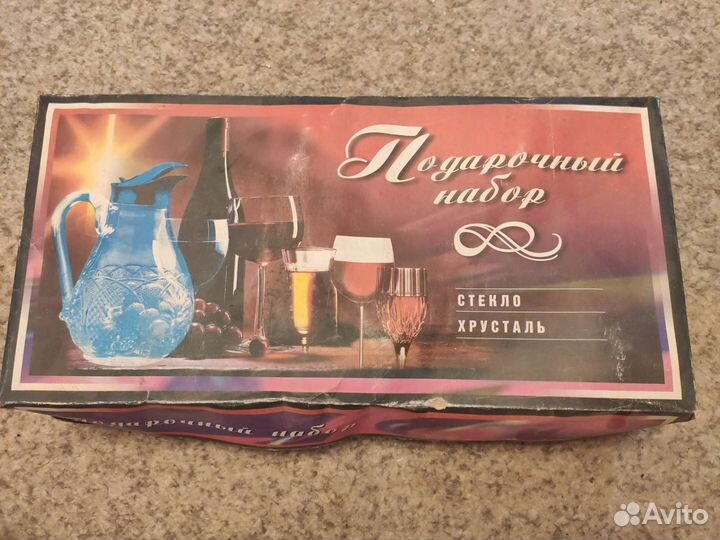 Подарочный
набор
СТЕКЛО
ХРУСТАЛЬ
Подарочный набор
Avito